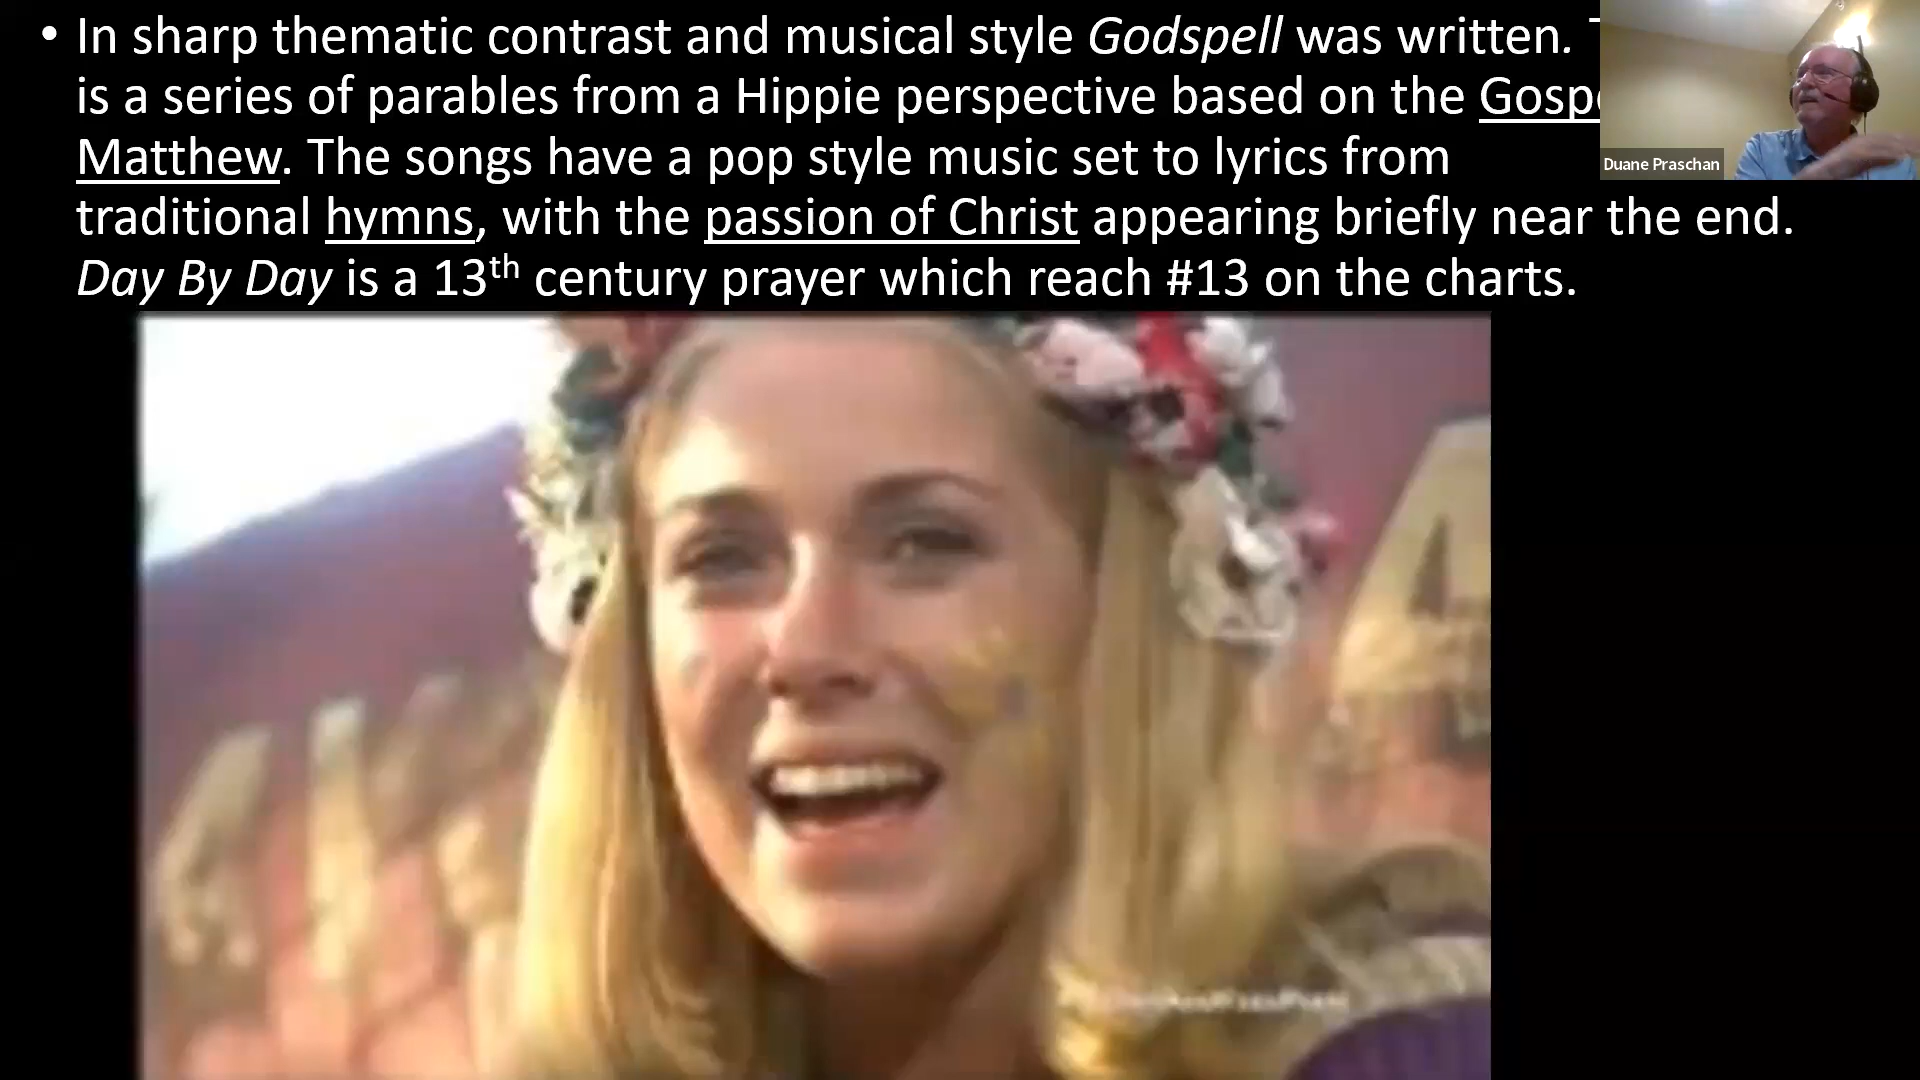 • In sharp thematic contrast and musical style Godspell was written.
is a series of parables from a Hippie perspective based on the
Matthew. The songs have a pop style music set to lyrics from
traditional hymns, with the passion of Christ appearing briefly near the end.
Day By Day is a 13th century prayer which reach #13 on the charts.
Duane Praschan